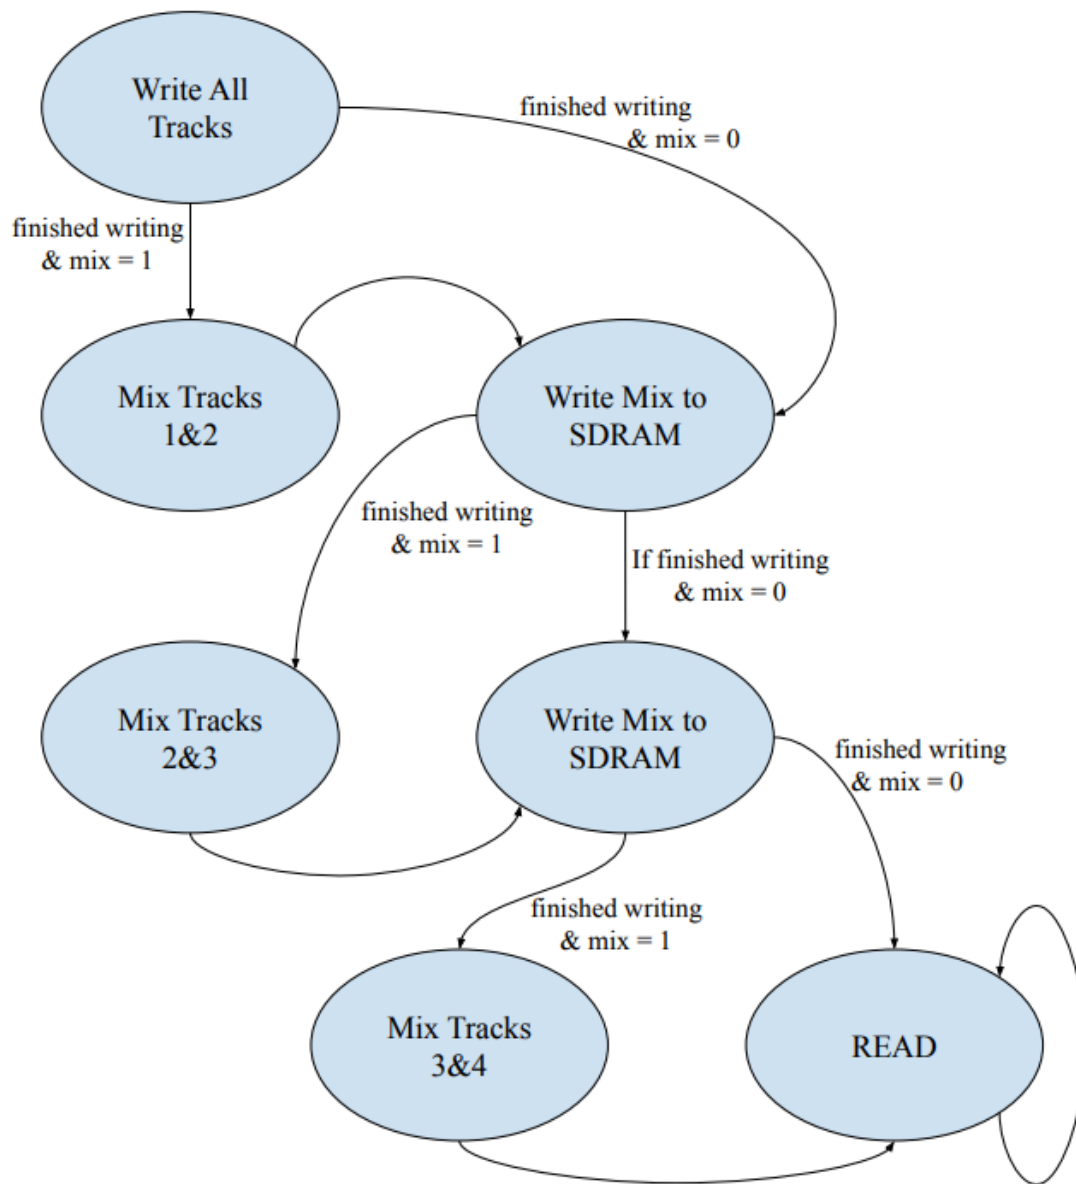 Write All
Tracks
finished writing
& mix = 0
finished writing
& mix = 1
Mix Tracks
1&2
Write Mix to
SDRAM
finished writing
& mix = 1
If finished writing
& mix = 0
Mix Tracks
2&3
Write Mix to
SDRAM
finished writing
& mix = 0
finished writing
& mix = 1
Mix Tracks
3&4
READ